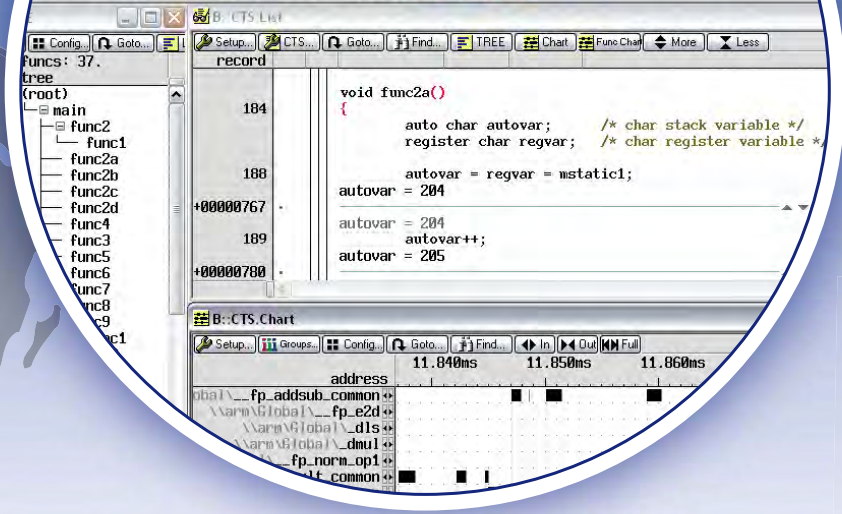 B::CTS.List
Config... Goto...
Setup... CTS... Goto... Find... TREE Chart Func Chart More Less
funcs: 37.
record
tree
(root)
main
func2
func1
func2a
func2b
func2c
func2d
func4
func3
func5
func6
func7
void func2a()
184 {
auto char autovar; /* char stack variable */
register char regvar; /* char register variable */
188 autovar = regvar = mstatic1;
autovar = 204
+00000767
autovar = 204
189 autovar++;
autovar = 205
+00000780
B::CTS.Chart
Setup... Groups... Config... Goto... Find... In Out Full
11.840ms 11.850ms 11.860ms
address
obal\__fp_addsub_common
\\arm\Global\__fp_e2d
\\arm\Global\_dls
\\arm\Global\_dmul
__fp_norm_op1
common